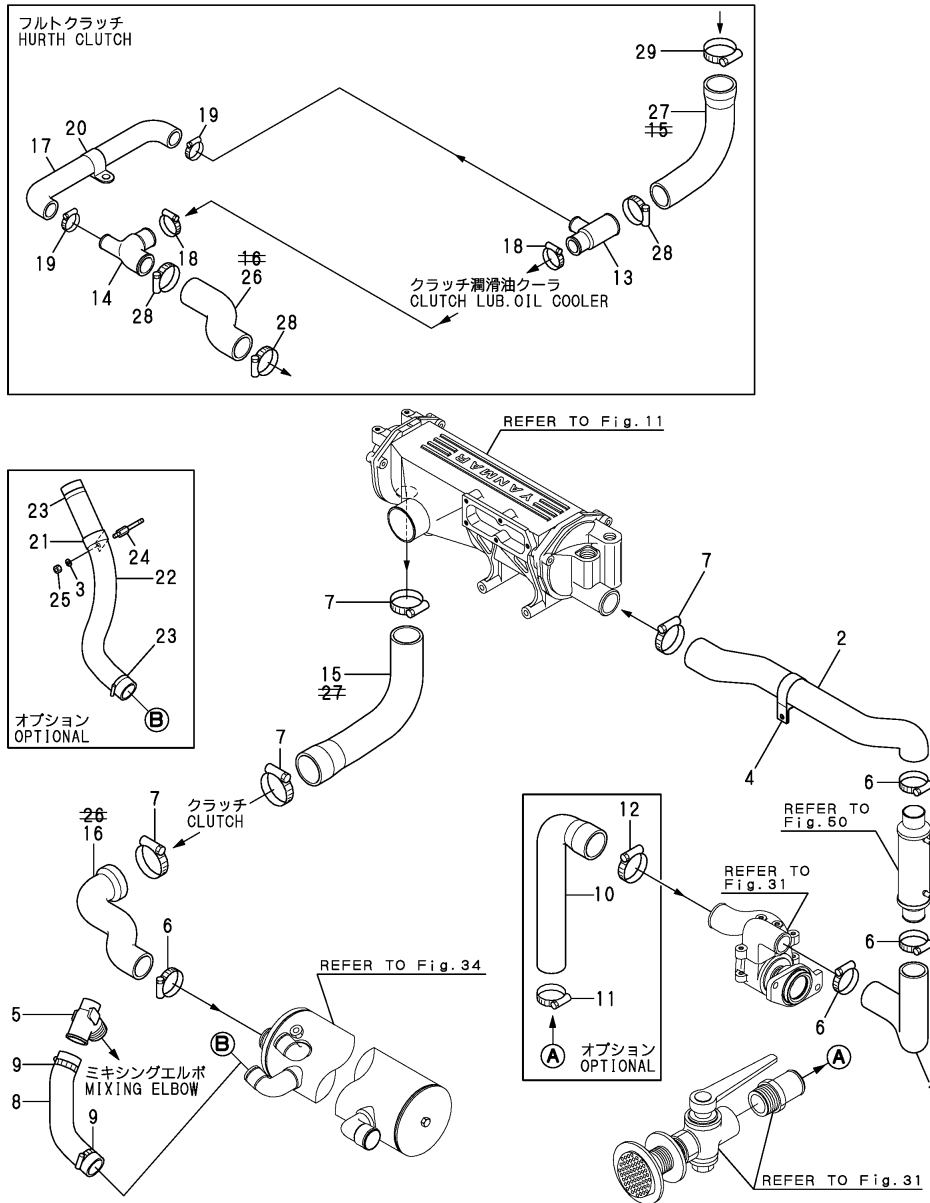 フルトクラッチ
HURTH CLUTCH
29
27
15
19
20
17
19
18
14
28
16
26
28
18
13
28
クラッチ潤滑油クーラ
CLUTCH LUB.OIL COOLER
REFER TO Fig.11
YANMAR
23
21
24
3
25
22
23
B
オプション
OPTIONAL
7
15
27
7
7
2
4
6
REFER TO
Fig.50
クラッチ
CLUTCH
7
26
16
12
10
11
A
オプション
OPTIONAL
REFER TO
Fig.31
6
6
6
REFER TO Fig.34
B
5
9
ミキシングエルボ
MIXING ELBOW
8
9
A
REFER TO Fig.31